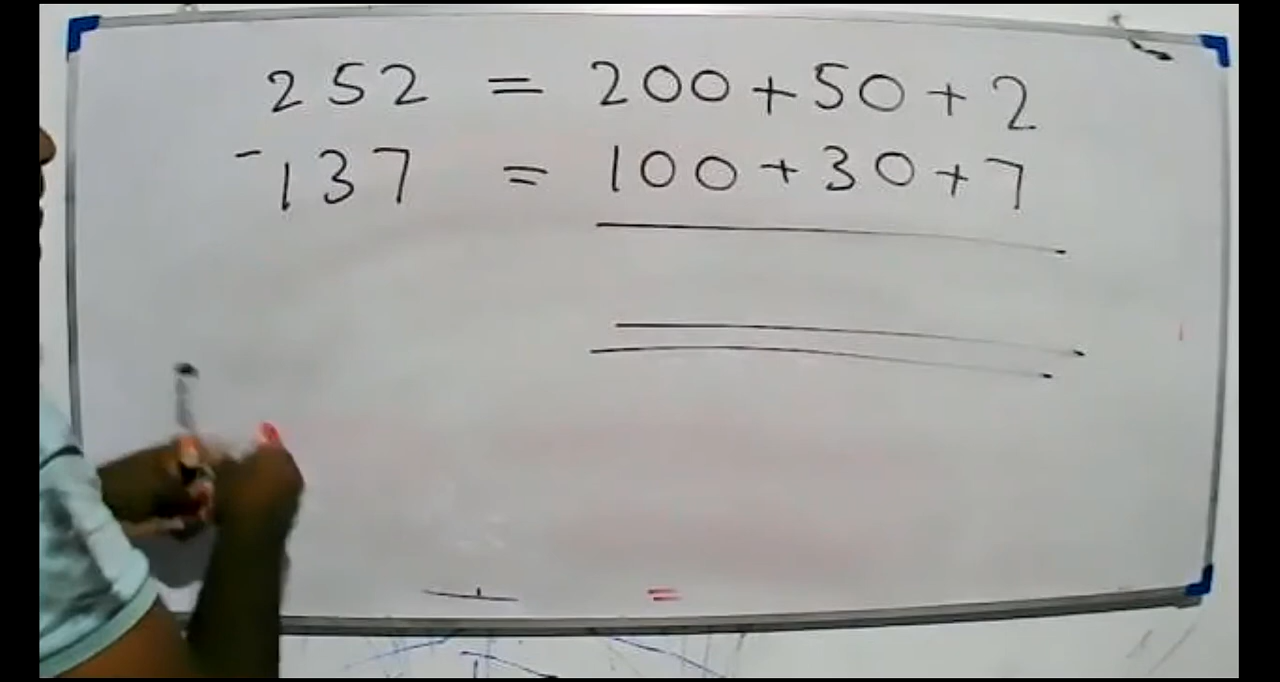 252 = 200+50+2
-137 = 100+30+7
=